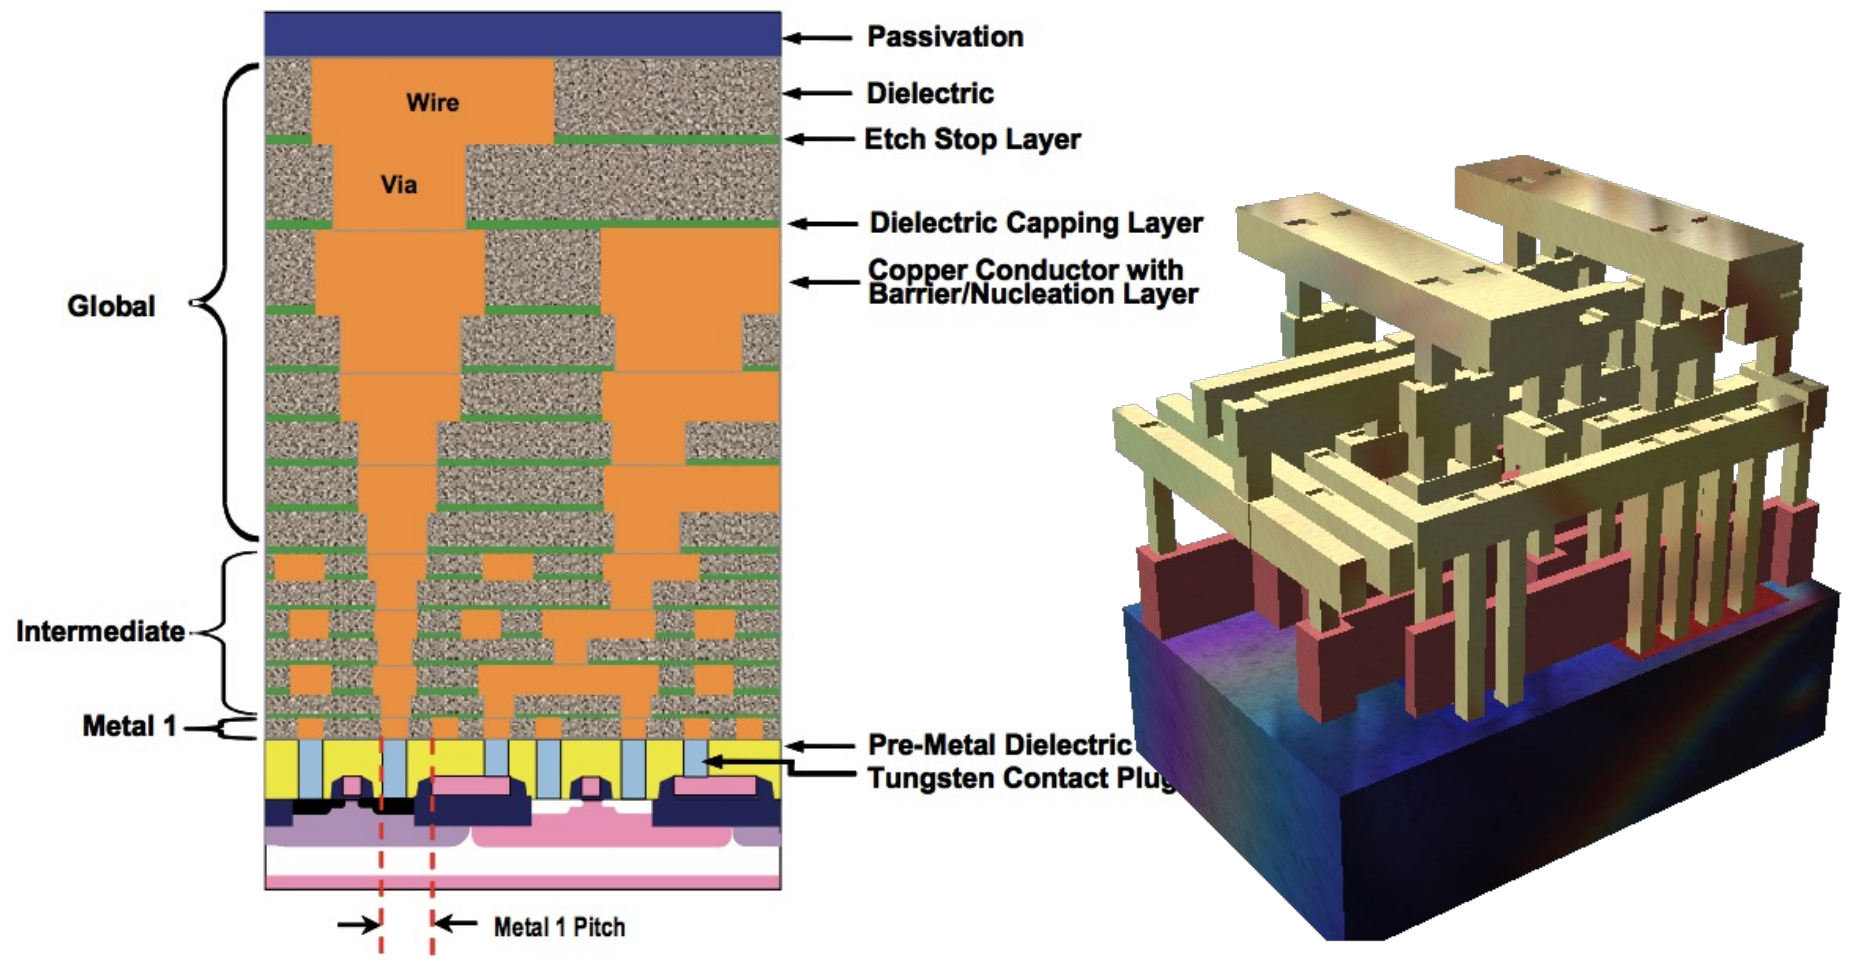 Passivation
Wire
Dielectric
Etch Stop Layer
Via
Dielectric Capping Layer
Copper Conductor with
Barrier/Nucleation Layer
Global
Intermediate
Metal 1
Pre-Metal Dielectric
Tungsten Contact Plug
Metal 1 Pitch